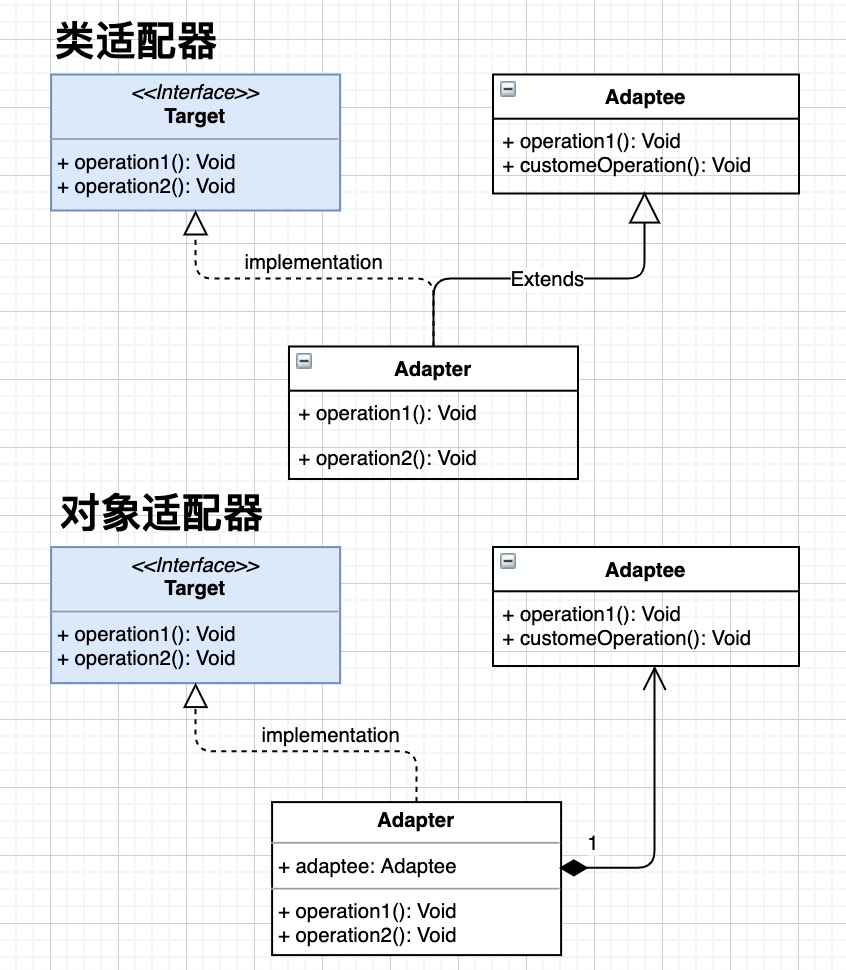 类适配器
<<Interface>>
Target
+ operation1(): Void
+ operation2(): Void
Adaptee
+ operation1(): Void
+ customeOperation(): Void
implementation
Extends
Adapter
+ operation1(): Void
+ operation2(): Void
对象适配器
<<Interface>>
Target
+ operation1(): Void
+ operation2(): Void
Adaptee
+ operation1(): Void
+ customeOperation(): Void
implementation
Adapter
+ adaptee: Adaptee
+ operation1(): Void
+ operation2(): Void
1